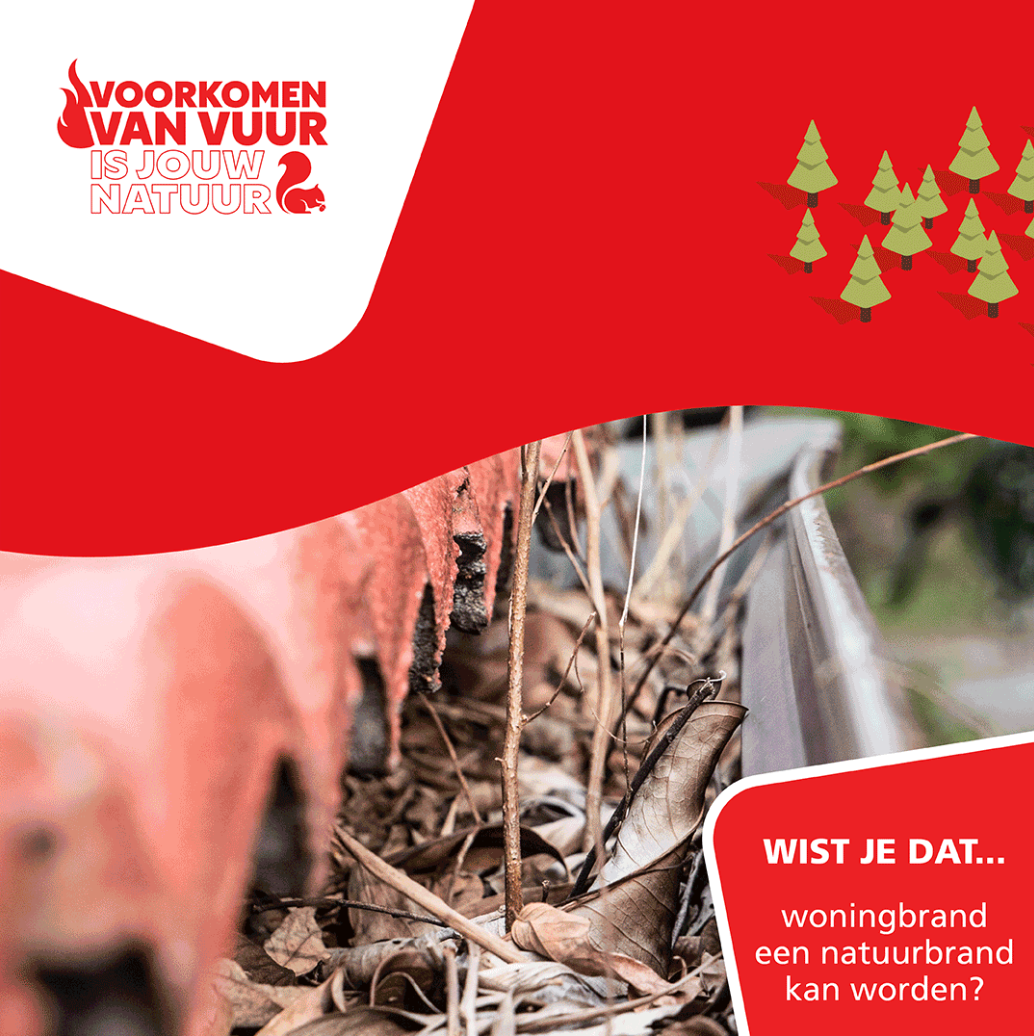 VOORKOMEN
VAN VUUR
IS JOUW
NATUUR
WIST JE DAT...
woningbrand
een natuurbrand
kan worden?